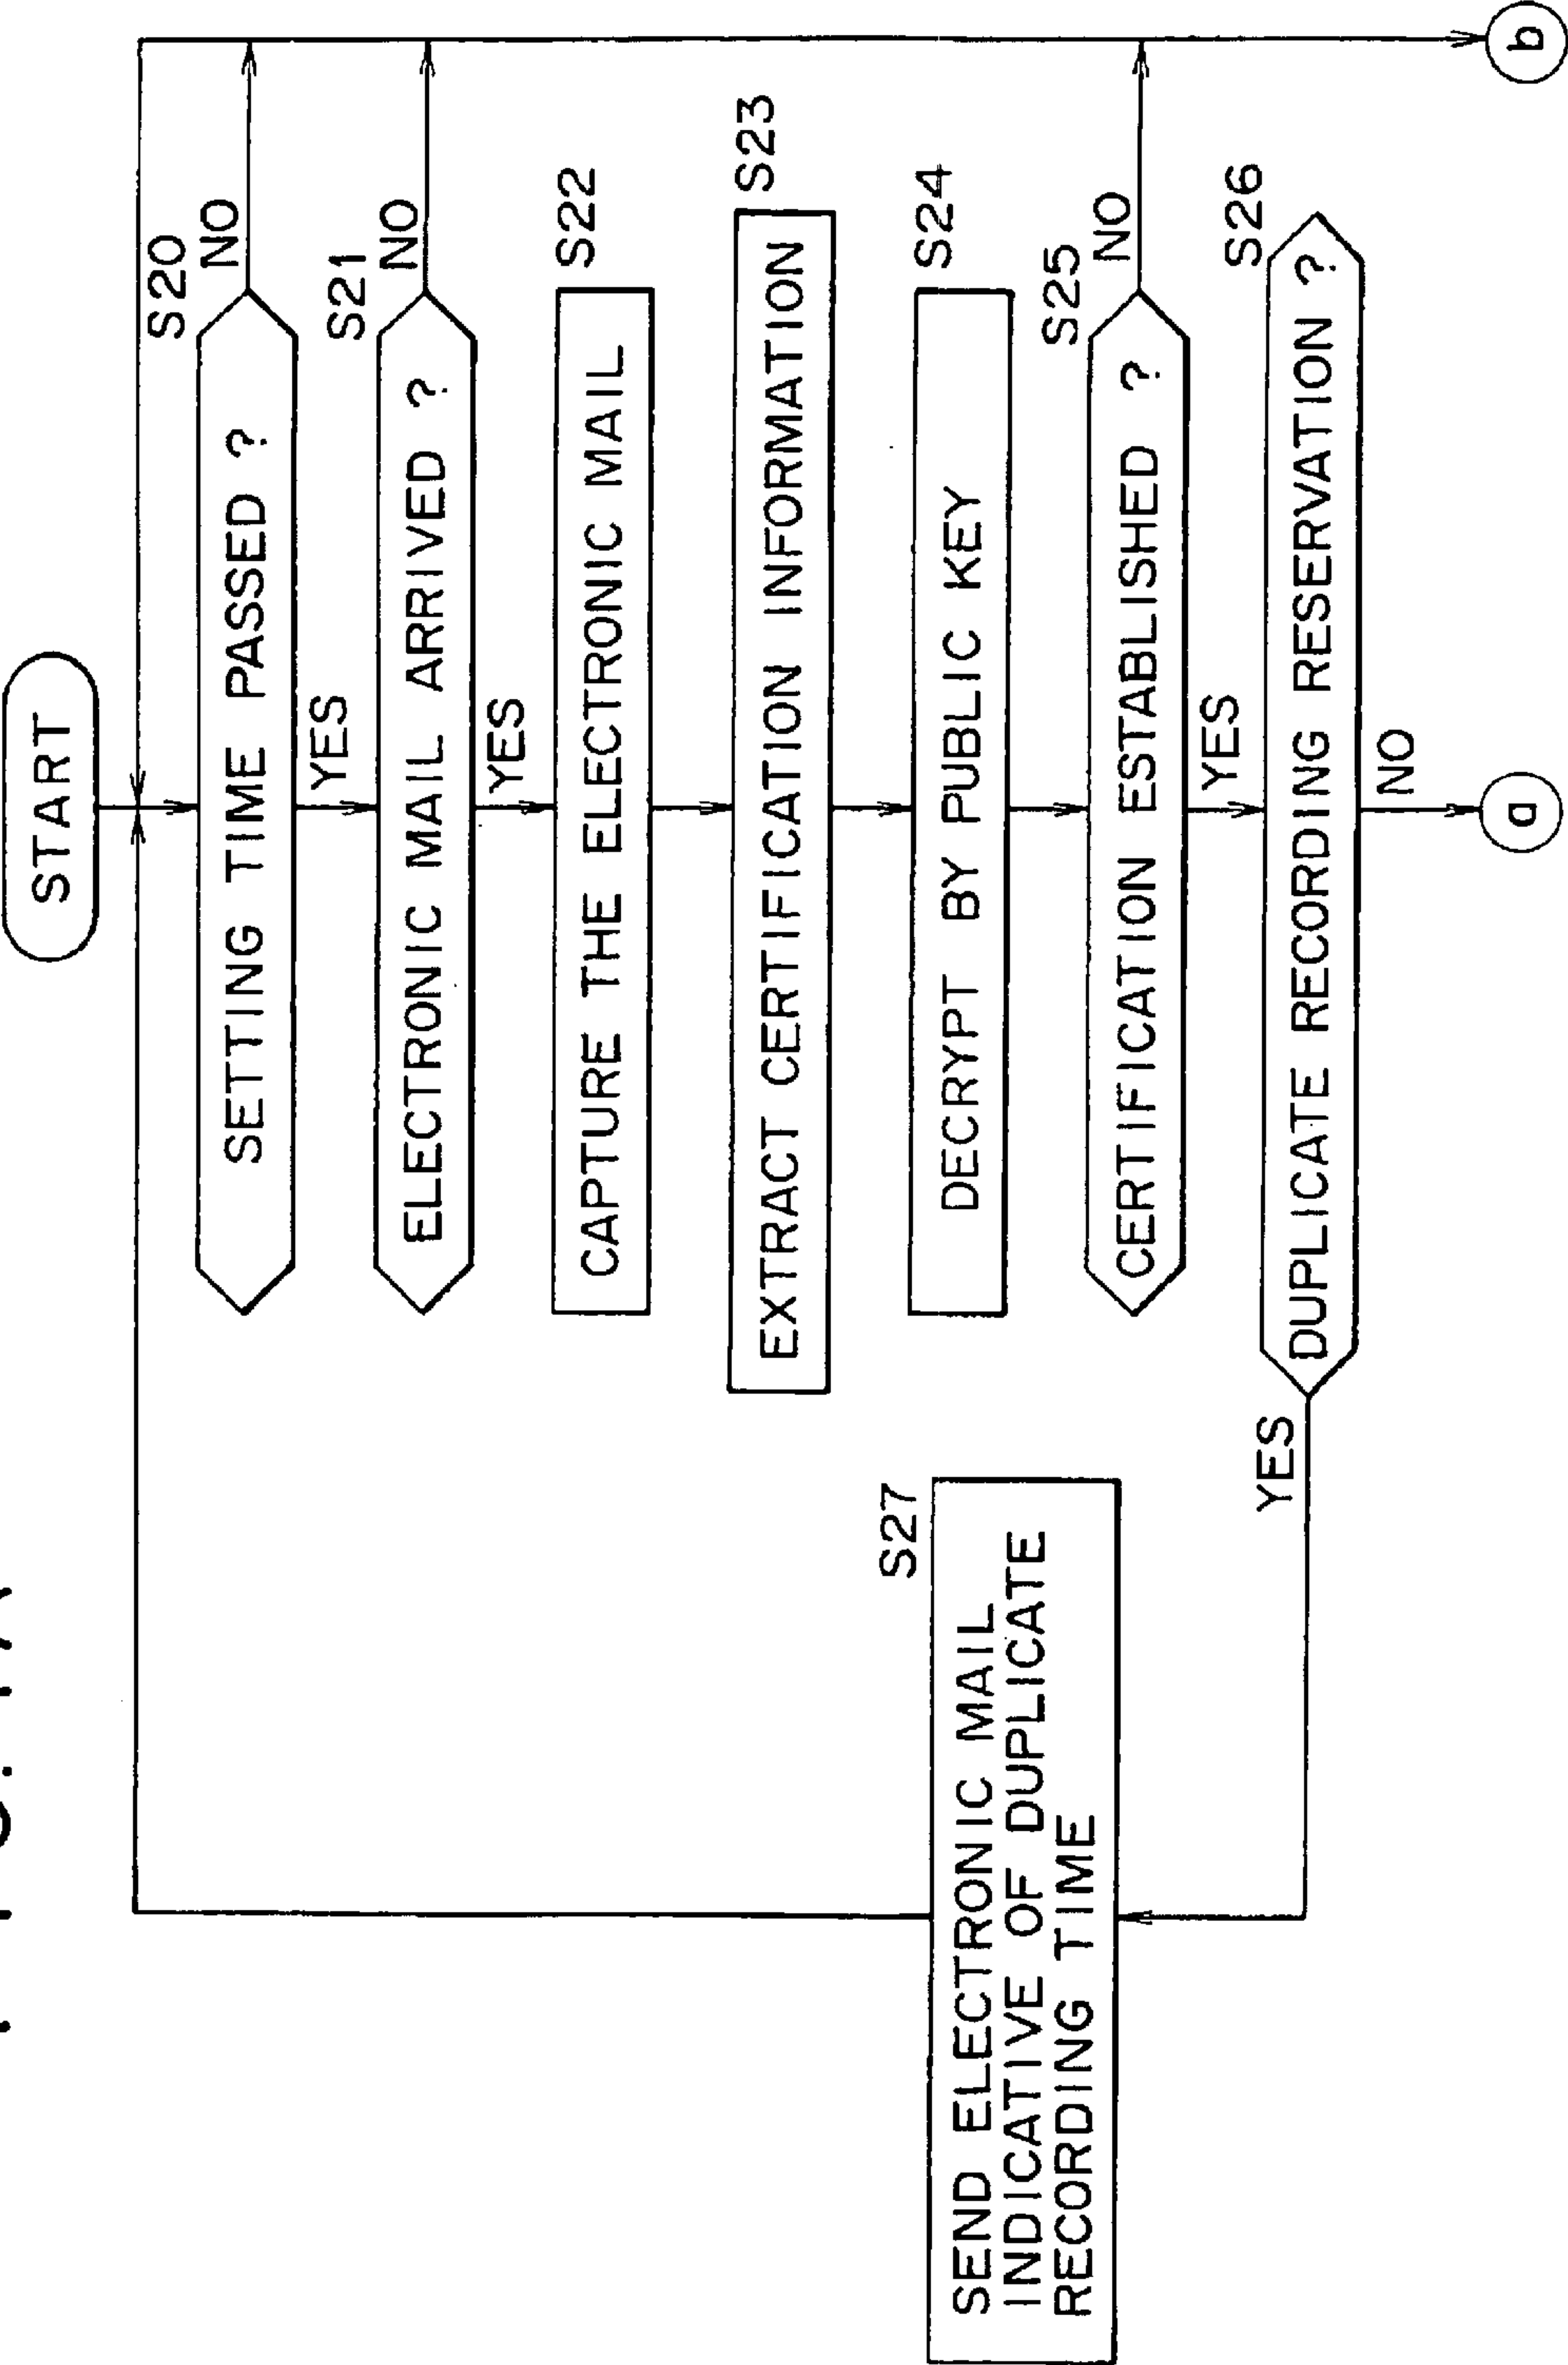 START
S20
SETTING TIME PASSED ?
NO
YES
S21
ELECTRONIC MAIL ARRIVED ?
NO
YES
S22
CAPTURE THE ELECTRONIC MAIL
S23
EXTRACT CERTIFICATION INFORMATION
S24
DECRYPT BY PUBLIC KEY
S25
CERTIFICATION ESTABLISHED ?
NO
YES
S26
DUPLICATE RECORDING RESERVATION ?
YES
NO
S27
SEND ELECTRONIC MAIL
INDICATIVE OF DUPLICATE
RECORDING TIME
a
b